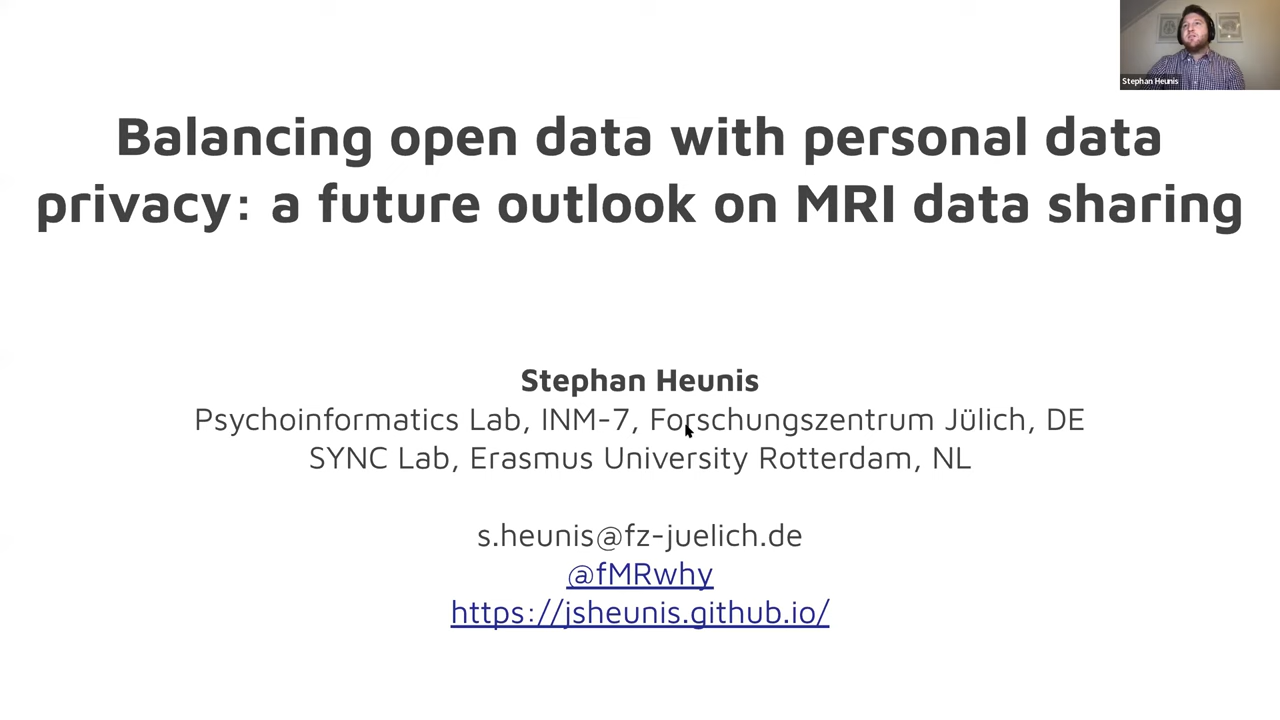 Stephan Heunis
Balancing open data with personal data
privacy: a future outlook on MRI data sharing
Stephan Heunis
Psychoinformatics Lab, INM-7, Forschungszentrum Jülich, DE
SYNC Lab, Erasmus University Rotterdam, NL
s.heunis@fz-juelich.de
@fMRwhy
https://jsheunis.github.io/